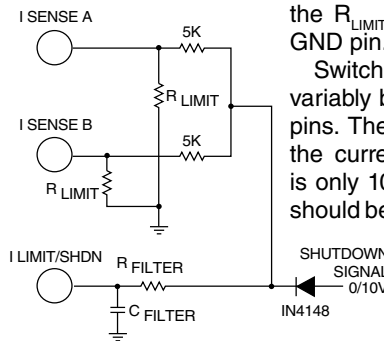 I SENSE A
5K
R LIMIT
I SENSE B
5K
R LIMIT
I LIMIT/SHDN
R FILTER
C FILTER
SHUTDOWN
SIGNAL
0/10V
IN4148
the R LIMIT
GND pin.
Switch
variably b
pins. The
the curre
is only 10
should be